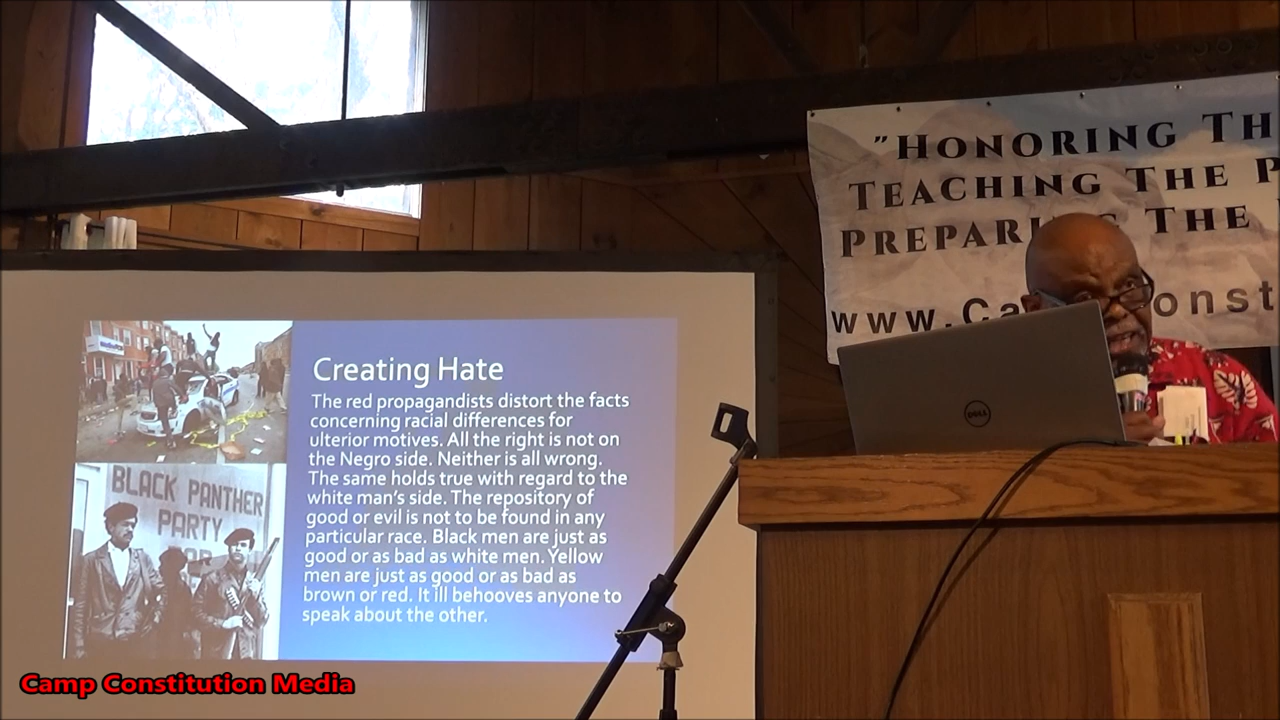 "HONORING TH
TEACHING THE P
PREPARI THE
www.Ca onst
Creating Hate
The red propagandists distort the facts
concerning racial differences for
ulterior motives. All the right is not on
the Negro side. Neither is all wrong.
The same holds true with regard to the
white man's side. The repository of
good or evil is not to be found in any
particular race. Black men are just as
good or as bad as white men. Yellow
men are just as good or as bad as
brown or red. It ill behooves anyone to
speak about the other.
BLACK PANTHER
PARTY
DELL
Camp Constitution Media